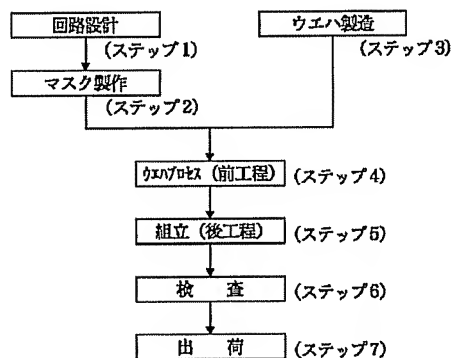 回路設計
(ステップ1)
ウエハ製造
(ステップ3)
マスク製作
(ステップ2)
ウエハプロセス (前工程) (ステップ4)
組立 (後工程) (ステップ5)
検 査 (ステップ6)
出 荷 (ステップ7)